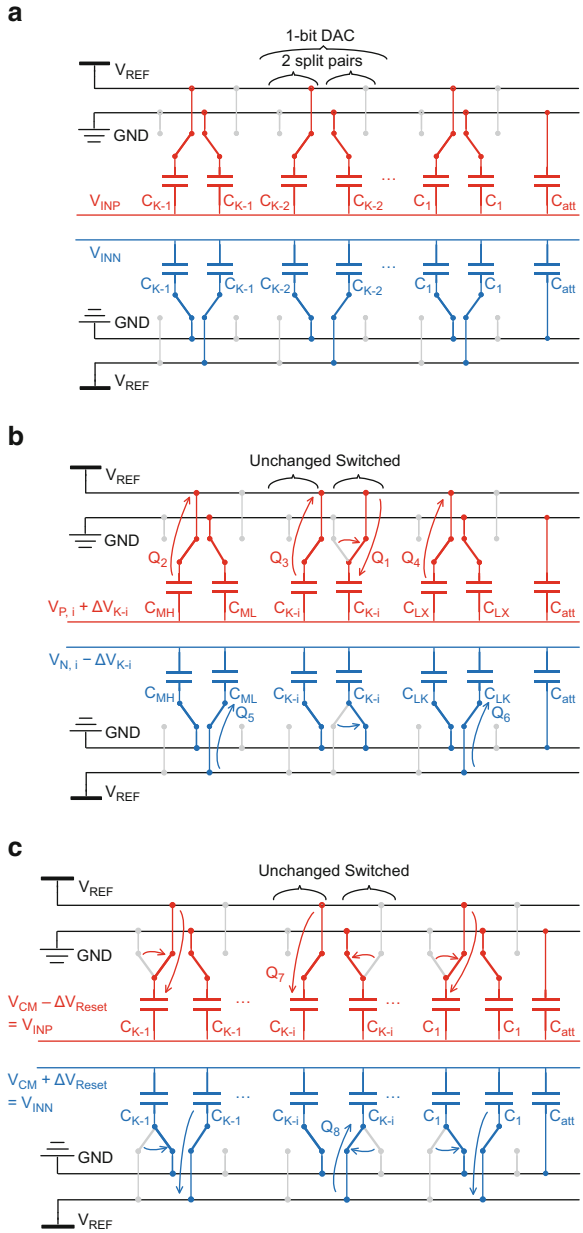 a
1-bit DAC
2 split pairs
V_REF
GND
V_INP C_K-1 C_K-1 C_K-2 C_K-2 ... C_1 C_1 C_att
V_INN C_K-1 C_K-1 C_K-2 C_K-2 ... C_1 C_1 C_att
GND
V_REF
b
Unchanged Switched
V_REF
GND
Q_2 Q_3 Q_1 Q_4
C_MH C_ML C_K-i C_K-i C_LX C_LX C_att
V_P, i + ΔV_K-i
V_N, i − ΔV_K-i
C_MH C_ML C_K-i C_K-i C_LK C_LK C_att
Q_5 Q_6
GND
V_REF
c
Unchanged Switched
V_REF
GND
Q_7
V_CM − ΔV_Reset
= V_INP
C_K-1 C_K-1 ... C_K-i C_K-i ... C_1 C_1 C_att
V_CM + ΔV_Reset
= V_INN
C_K-1 C_K-1 ... C_K-i C_K-i ... C_1 C_1 C_att
Q_8
GND
V_REF